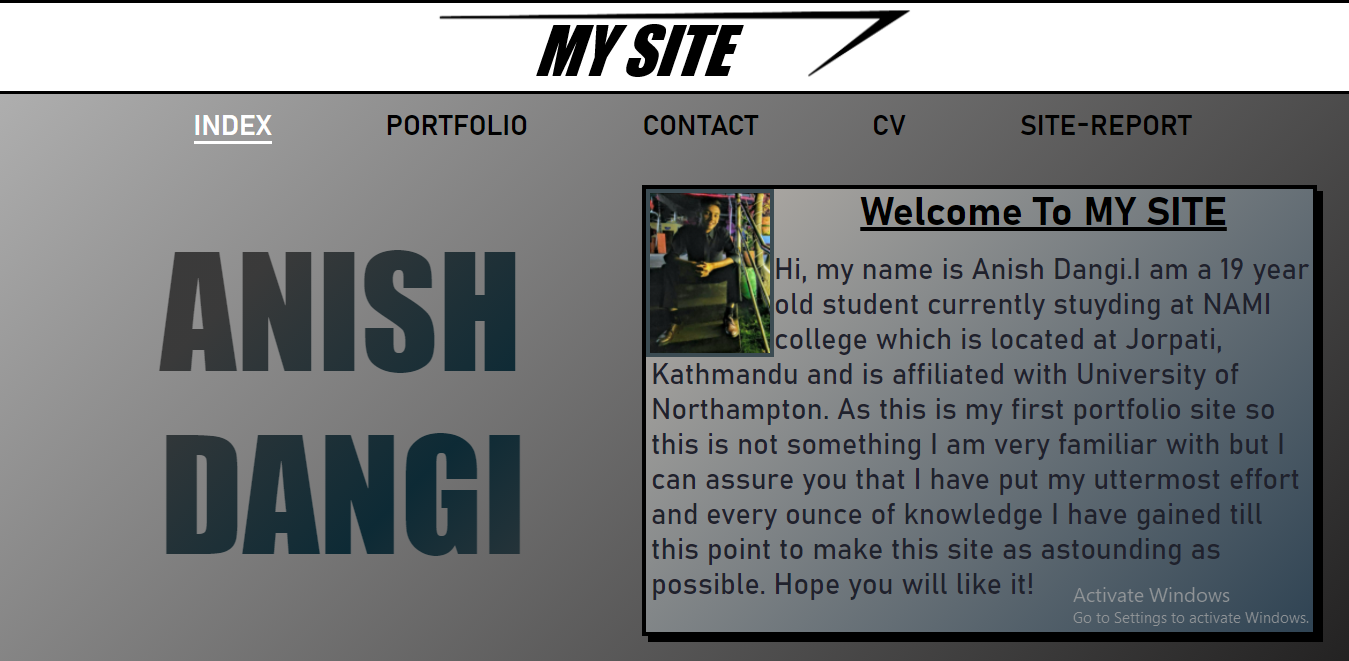 MY SITE
INDEX PORTFOLIO CONTACT CV SITE-REPORT
ANISH
DANGI
Welcome To MY SITE
Hi, my name is Anish Dangi.I am a 19 year
old student currently stuyding at NAMI
college which is located at Jorpati,
Kathmandu and is affiliated with University of
Northampton. As this is my first portfolio site so
this is not something I am very familiar with but I
can assure you that I have put my uttermost effort
and every ounce of knowledge I have gained till
this point to make this site as astounding as
possible. Hope you will like it!
Activate Windows
Go to Settings to activate Windows.